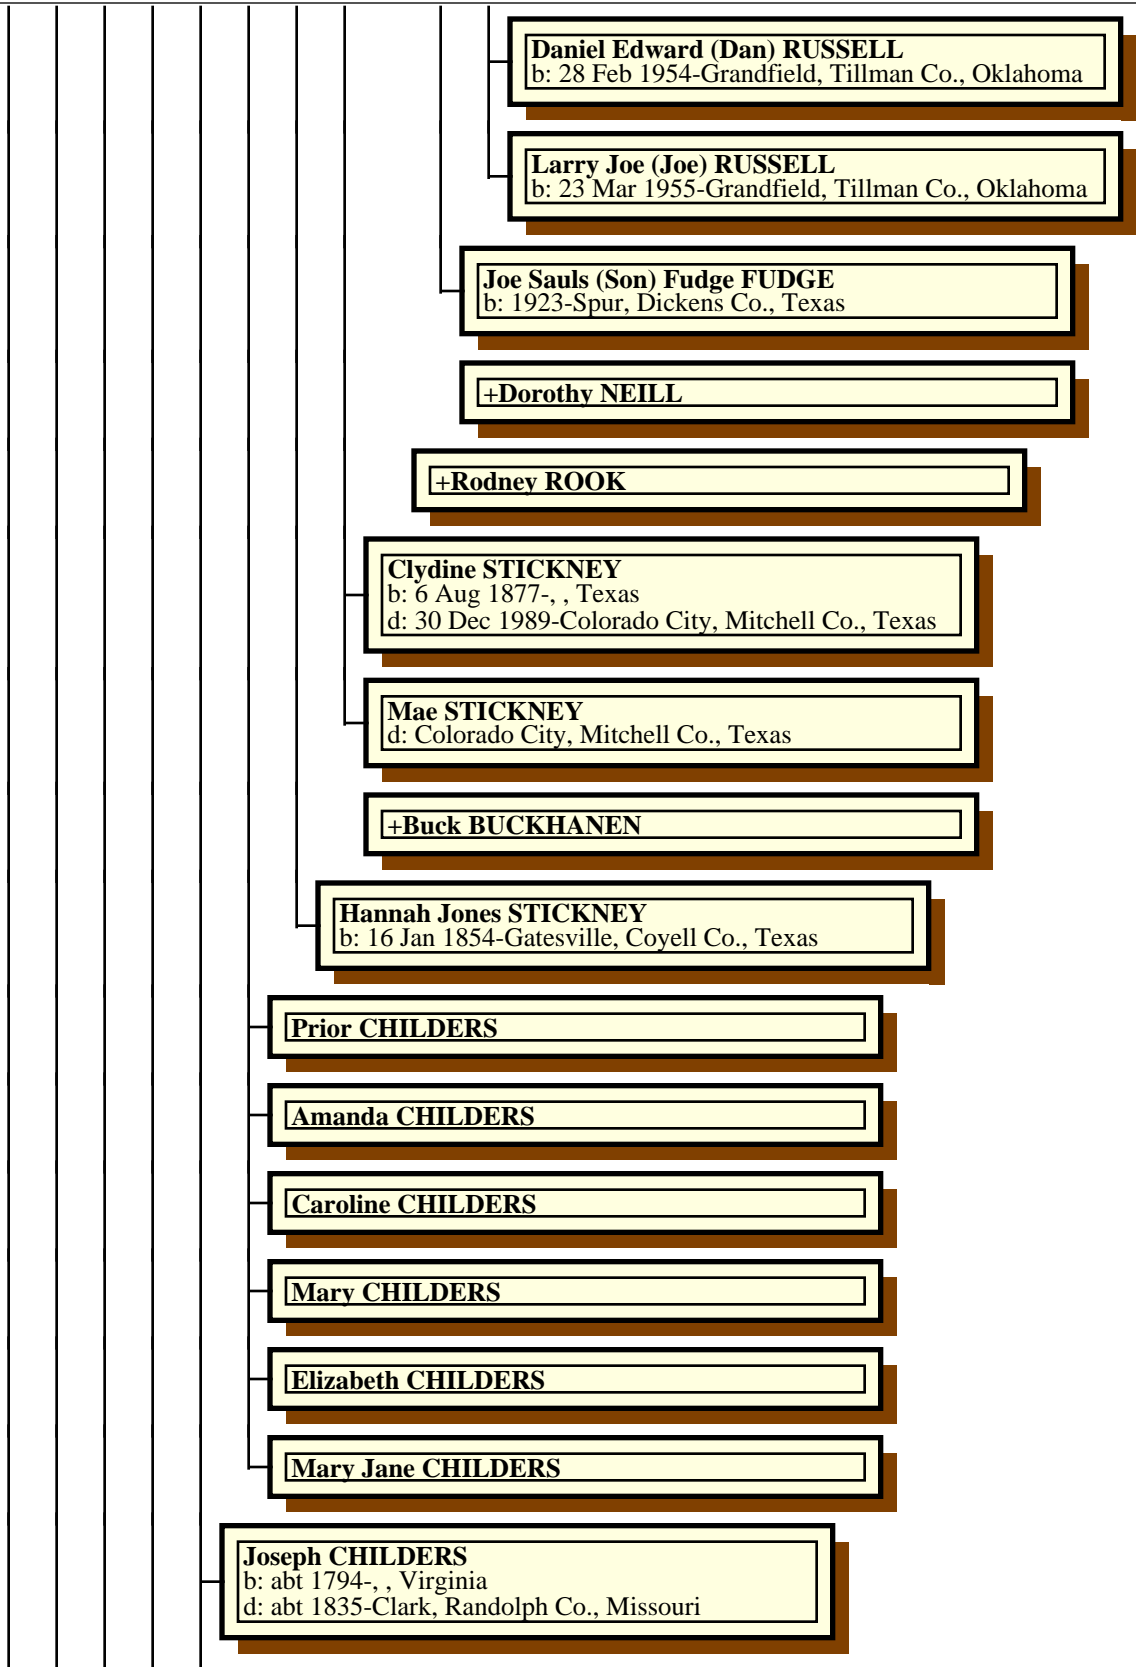 Daniel Edward (Dan) RUSSELL
b: 28 Feb 1954-Grandfield, Tillman Co., Oklahoma
Larry Joe (Joe) RUSSELL
b: 23 Mar 1955-Grandfield, Tillman Co., Oklahoma
Joe Sauls (Son) Fudge FUDGE
b: 1923-Spur, Dickens Co., Texas
+Dorothy NEILL
+Rodney ROOK
Clydine STICKNEY
b: 6 Aug 1877-, , Texas
d: 30 Dec 1989-Colorado City, Mitchell Co., Texas
Mae STICKNEY
d: Colorado City, Mitchell Co., Texas
+Buck BUCKHANEN
Hannah Jones STICKNEY
b: 16 Jan 1854-Gatesville, Coyell Co., Texas
Prior CHILDERS
Amanda CHILDERS
Caroline CHILDERS
Mary CHILDERS
Elizabeth CHILDERS
Mary Jane CHILDERS
Joseph CHILDERS
b: abt 1794-, , Virginia
d: abt 1835-Clark, Randolph Co., Missouri